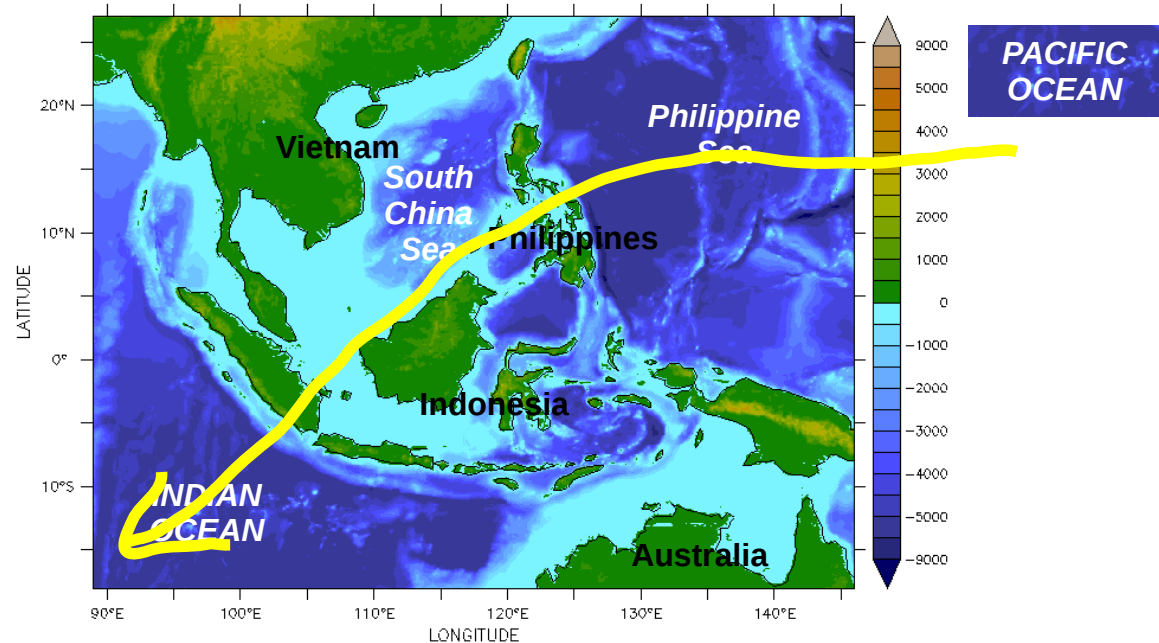 PACIFIC
OCEAN
Philippine
Sea
Vietnam
South
China
Sea
Philippines
Indonesia
INDIAN
OCEAN
Australia
LATITUDE
20°N
10°N
0°
10°S
90°E 100°E 110°E 120°E 130°E 140°E
LONGITUDE
9000
5000
4000
3000
2000
1000
0
−1000
−2000
−3000
−4000
−5000
−9000